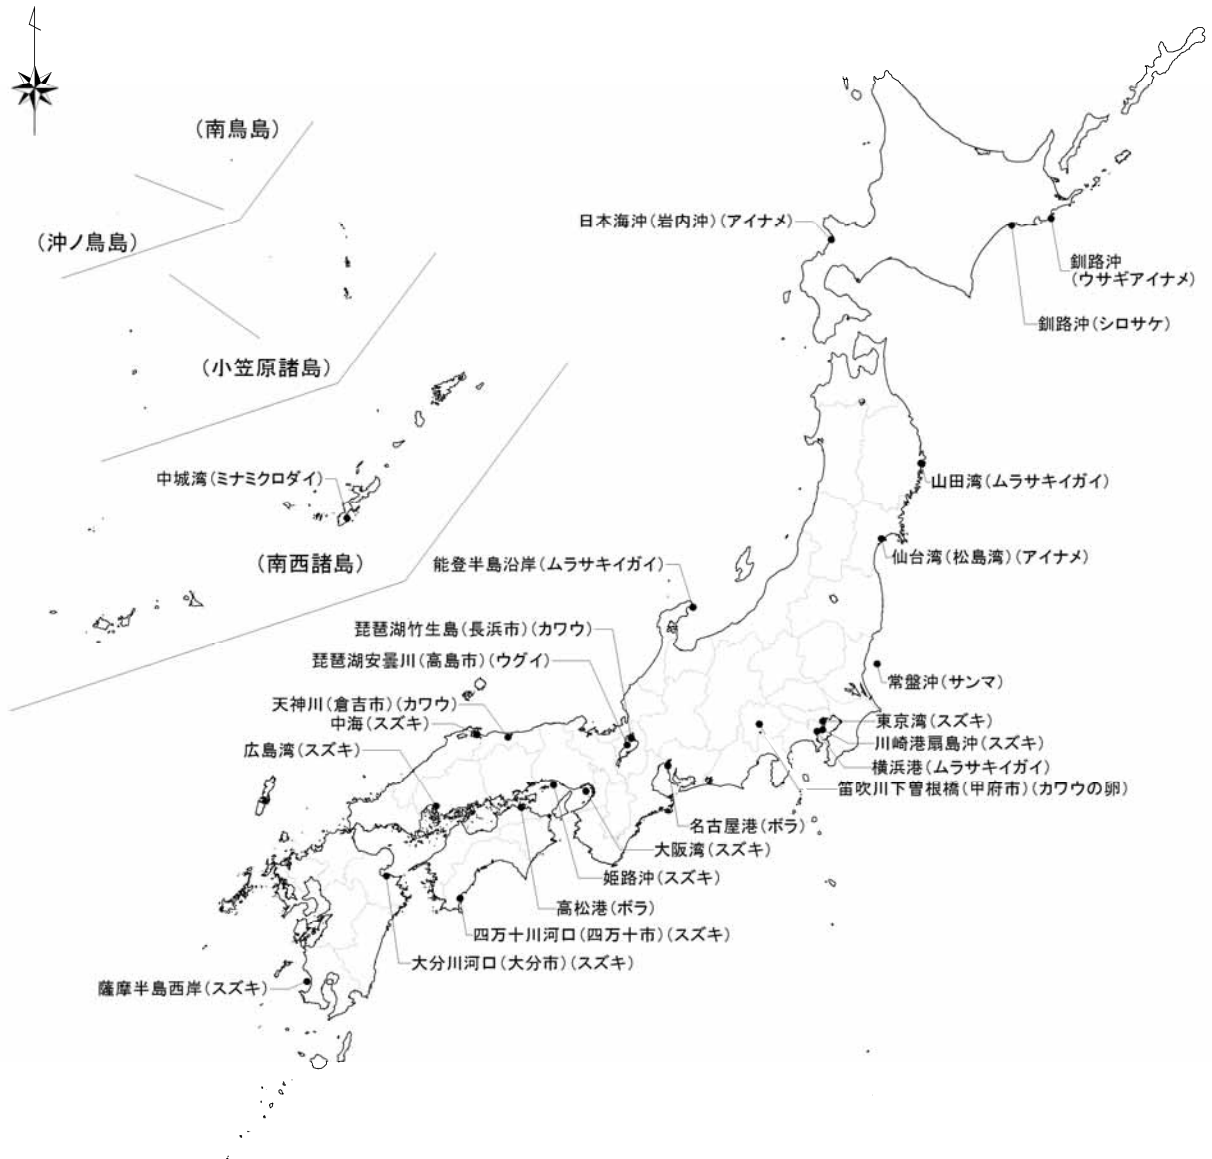 （南鳥島）
（沖ノ鳥島）
（小笠原諸島）
日本海沖（岩内沖）（アイナメ）
釧路沖
（ウサギアイナメ）
釧路沖（シロサケ）
中城湾（ミナミクロダイ）
山田湾（ムラサキイガイ）
（南西諸島）
能登半島沿岸（ムラサキイガイ）
仙台湾（松島湾）（アイナメ）
琵琶湖竹生島（長浜市）（カワウ）
琵琶湖安曇川（高島市）（ウグイ）
常盤沖（サンマ）
天神川（倉吉市）（カワウ）
中海（スズキ）
東京湾（スズキ）
広島湾（スズキ）
川崎港扇島沖（スズキ）
横浜港（ムラサキイガイ）
笛吹川下曽根橋（甲府市）（カワウの卵）
名古屋港（ボラ）
大阪湾（スズキ）
姫路沖（スズキ）
高松港（ボラ）
四万十川河口（四万十市）（スズキ）
大分川河口（大分市）（スズキ）
薩摩半島西岸（スズキ）